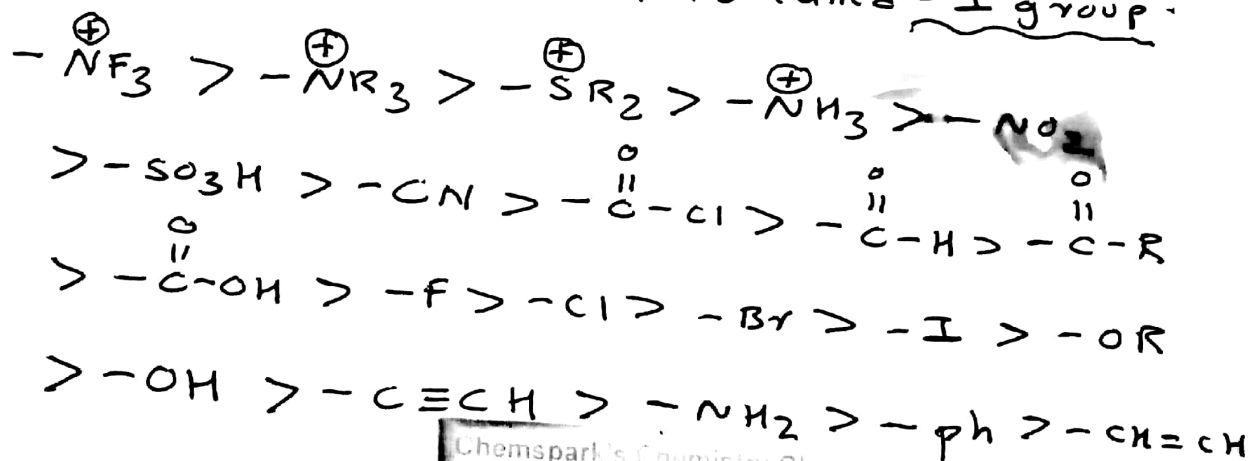 - I group.
- N⊕F3 > - N⊕R3 > - S⊕R2 > - N⊕H3 > - NO2
> - SO3H > - CN > - C(=O)-Cl > - C(=O)-H > - C(=O)-R
> - C(=O)-OH > - F > - Cl > - Br > - I > - OR
> - OH > - C≡CH > - NH2 > - ph > - CH=CH
Chemspark's